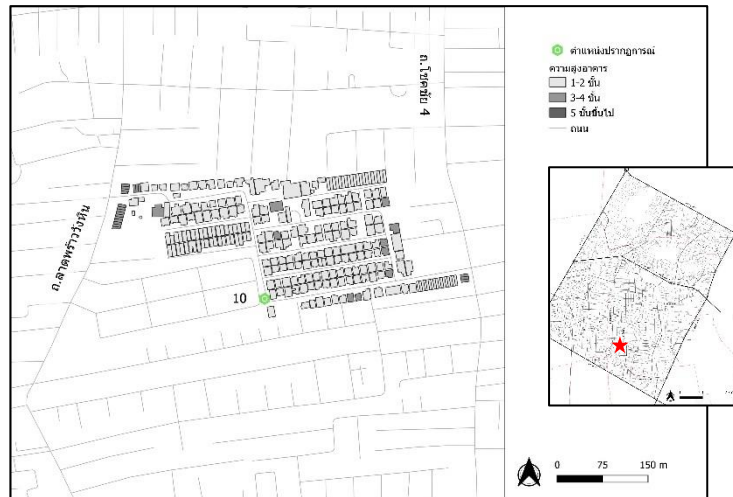 ถ.โชคชัย 4
ถ.ลาดพร้าววังหิน
10
ตำแหน่งปรากฏการณ์
ความสูงอาคาร
1-2 ชั้น
3-4 ชั้น
5 ชั้นขึ้นไป
ถนน
0 75 150 m